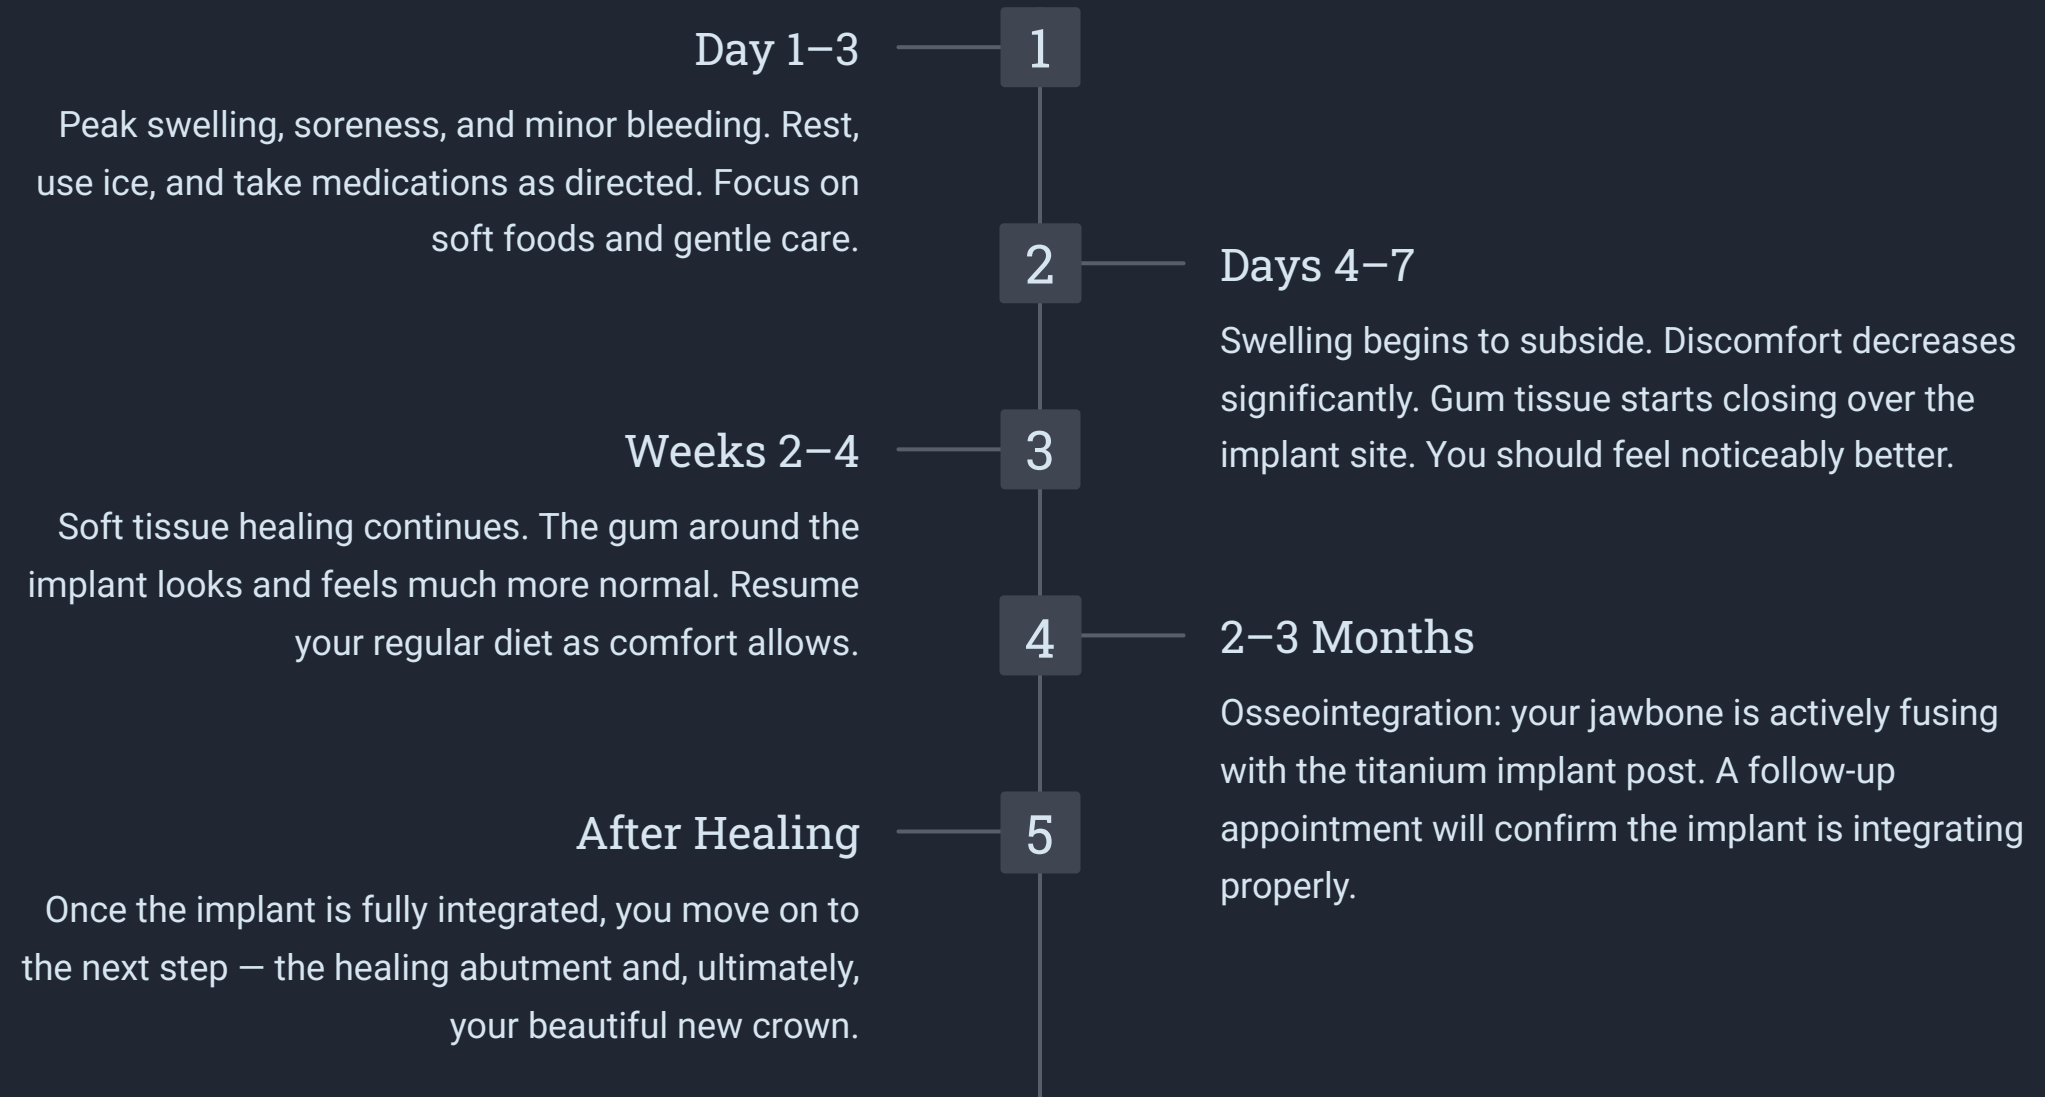 1
Day 1–3
Peak swelling, soreness, and minor bleeding. Rest,
use ice, and take medications as directed. Focus on
soft foods and gentle care.
2
Days 4–7
Swelling begins to subside. Discomfort decreases
significantly. Gum tissue starts closing over the
implant site. You should feel noticeably better.
3
Weeks 2–4
Soft tissue healing continues. The gum around the
implant looks and feels much more normal. Resume
your regular diet as comfort allows.
4
2–3 Months
Osseointegration: your jawbone is actively fusing
with the titanium implant post. A follow-up
appointment will confirm the implant is integrating
properly.
5
After Healing
Once the implant is fully integrated, you move on to
the next step — the healing abutment and, ultimately,
your beautiful new crown.